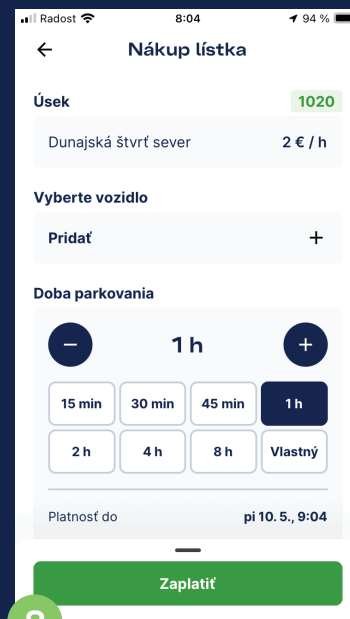 Radost 8:04 94 %
Nákup lístka
Úsek 1020
Dunajská štvrť sever 2 € / h
Vyberte vozidlo
Pridať +
Doba parkovania
− 1 h +
15 min 30 min 45 min 1 h
2 h 4 h 8 h Vlastný
Platnosť do pi 10. 5., 9:04
Zaplatiť